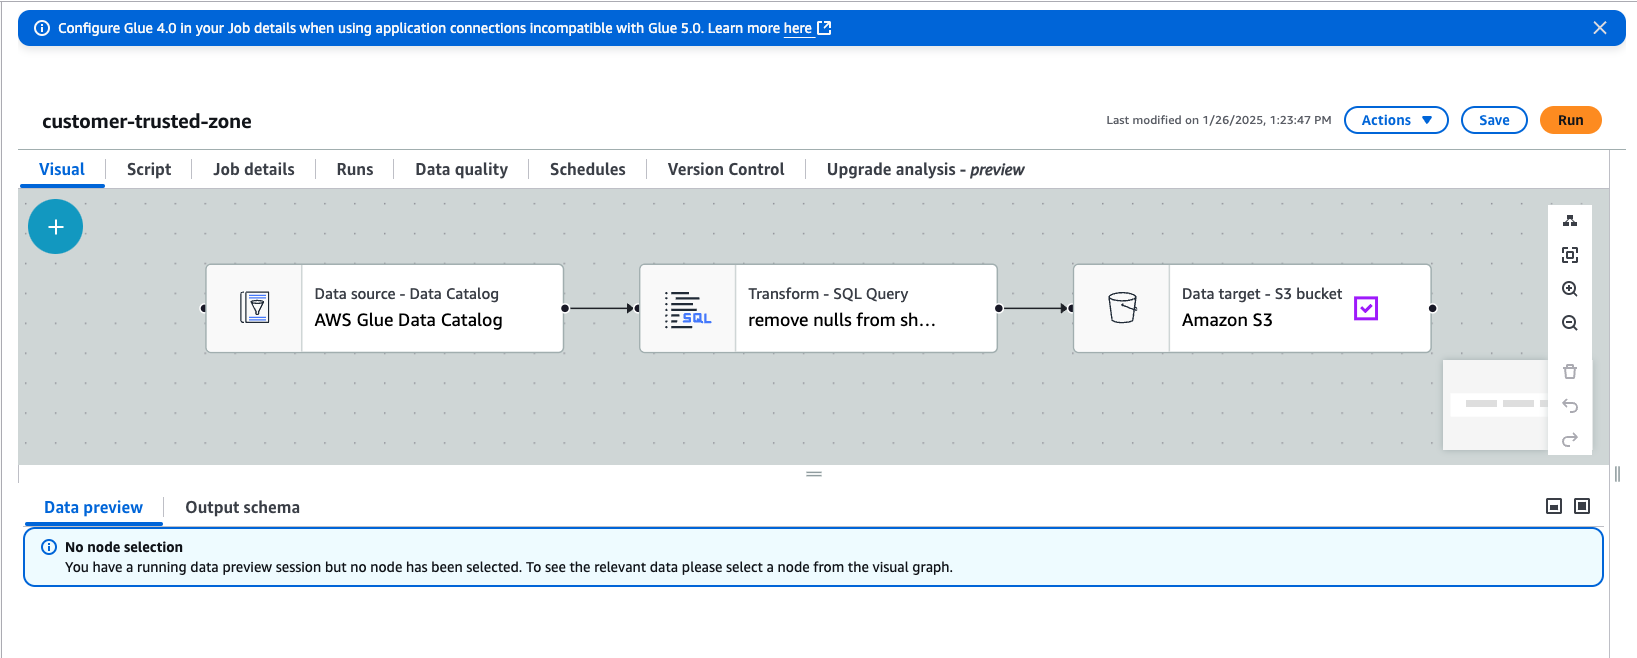 Configure Glue 4.0 in your Job details when using application connections incompatible with Glue 5.0. Learn more here
customer-trusted-zone
Last modified on 1/26/2025, 1:23:47 PM
Actions
Save
Run
Visual
Script
Job details
Runs
Data quality
Schedules
Version Control
Upgrade analysis - preview
Data source - Data Catalog
AWS Glue Data Catalog
SQL
Transform - SQL Query
remove nulls from sh...
Data target - S3 bucket
Amazon S3
Data preview
Output schema
No node selection
You have a running data preview session but no node has been selected. To see the relevant data please select a node from the visual graph.